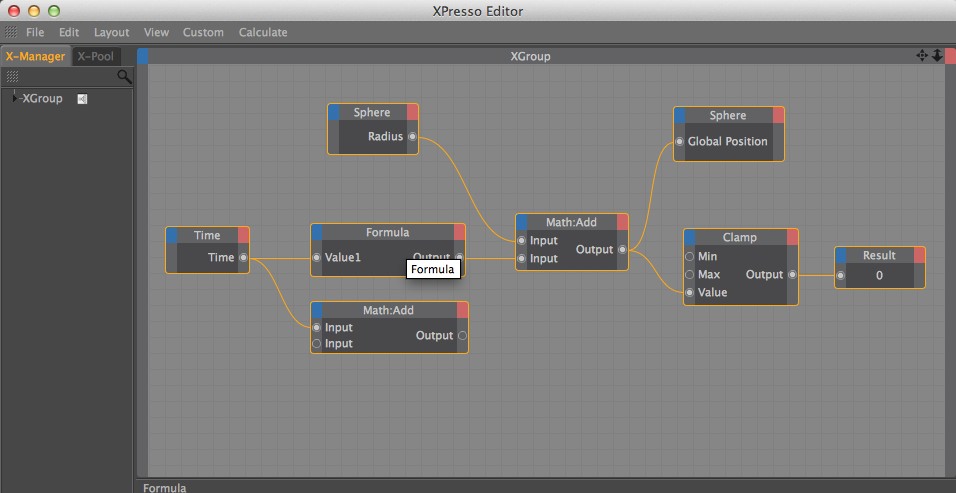 XPresso Editor
File Edit Layout View Custom Calculate
X-Manager X-Pool
XGroup
XGroup
Sphere
Radius
Sphere
Global Position
Time
Time
Formula
Value1 Output
Formula
Math:Add
Input
Input
Output
Math:Add
Input
Input
Output
Clamp
Min
Max Output
Value
Result
0
Formula